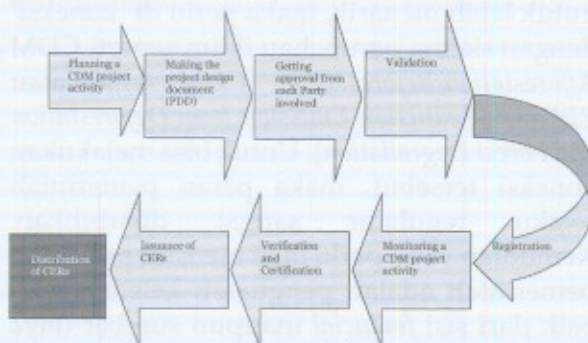 Planning a
CDM project
activity
Making the
project design
document
(PDD)
Getting
approval from
each Party
involved
Validation
Registration
Monitoring a
CDM project
activity
Verification
and
Certification
Issuance of
CERs
Distribution
of CERs